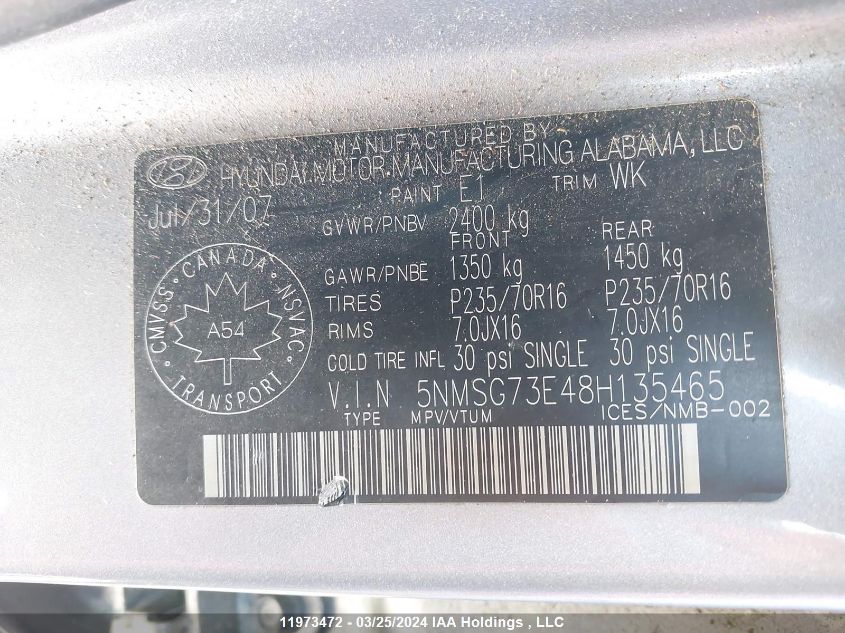 MANUFACTURED BY
HYUNDAI MOTOR MANUFACTURING ALABAMA, LLC
PAINT E1 TRIM WK
Jul/31/07
GVWR/PNBV 2400 kg
FRONT REAR
GAWR/PNBE 1350 kg 1450 kg
TIRES P235/70R16 P235/70R16
RIMS 7.0JX16 7.0JX16
COLD TIRE INFL 30 psi SINGLE 30 psi SINGLE
CANADA
CMVSS NSVAC
A54
TRANSPORT
V.I.N 5NMSG73E48H135465
TYPE MPV/VTUM ICES/NMB-002
11973472 - 03/25/2024 IAA Holdings , LLC